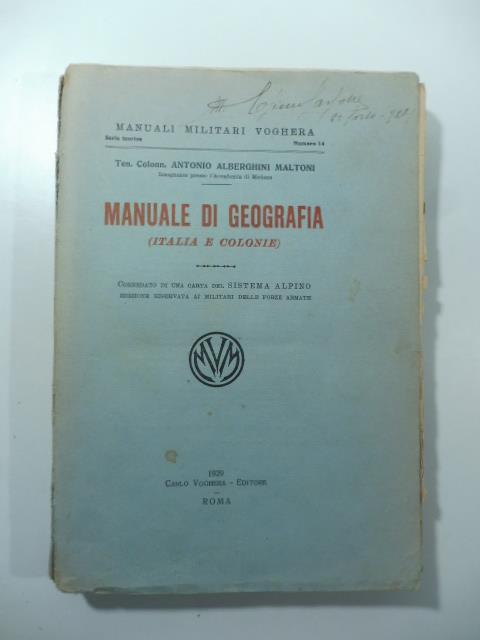 MANUALI MILITARI VOGHERA
Serie teorica Numero 14
Ten. Colonn. ANTONIO ALBERGHINI MALTONI
Insegnante presso l'Accademia di Modena
MANUALE DI GEOGRAFIA
(ITALIA E COLONIE)
CORREDATO DI UNA CARTA DEL SISTEMA ALPINO
EDIZIONE RISERVATA AI MILITARI DELLE FORZE ARMATE
MVM
1929
CARLO VOGHERA - EDITORE
ROMA